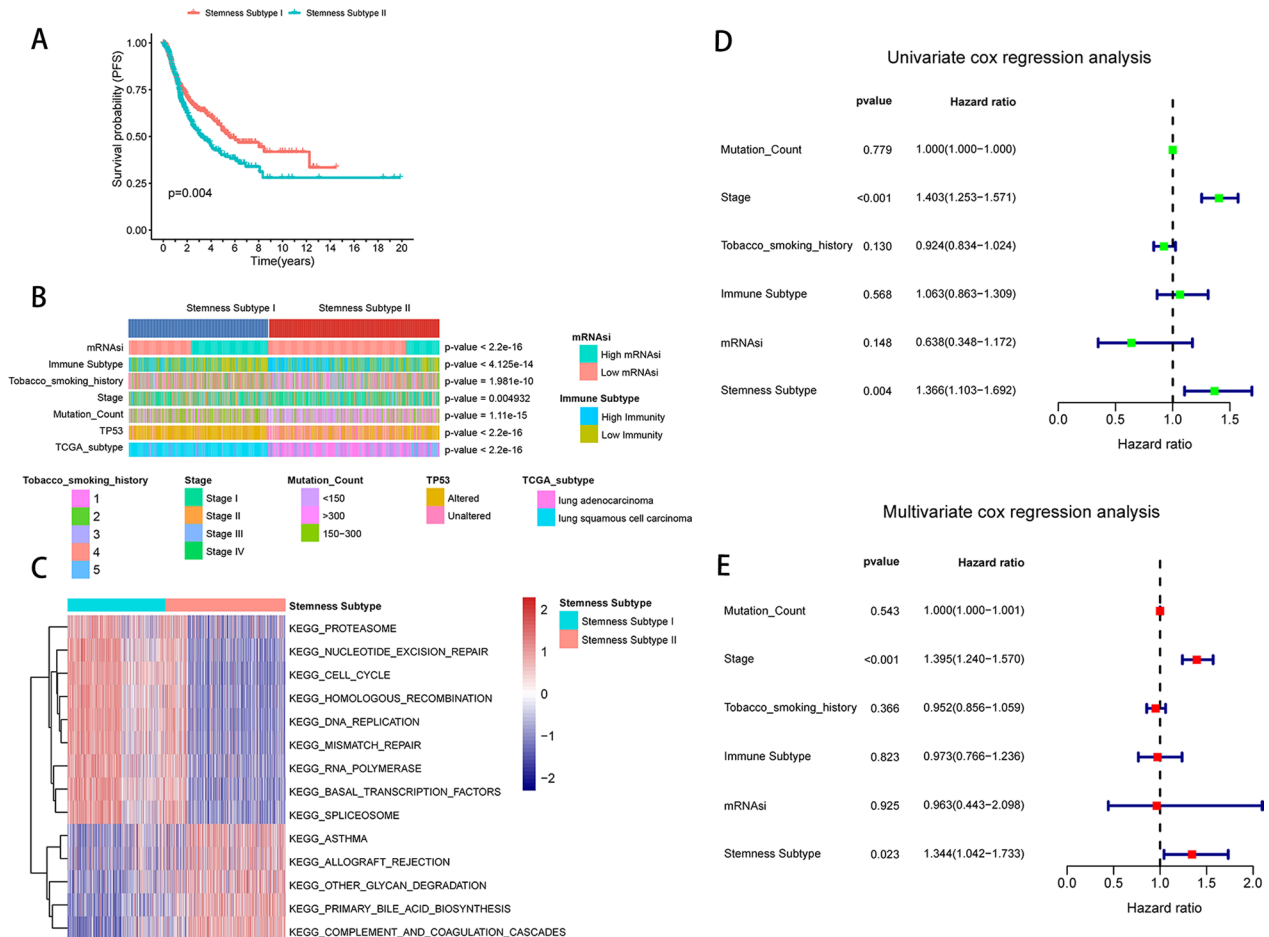 Stemness Subtype I Stemness Subtype II
A
Survival probability (PFS)
1.00
0.75
0.50
0.25
0.00
p=0.004
0 2 4 6 8 10 12 14 16 18 20
Time(years)
B
Stemness Subtype I Stemness Subtype II
mRNAsi p-value < 2.2e-16
Immune Subtype p-value < 4.125e-14
Tobacco_smoking_history p-value = 1.981e-10
Stage p-value = 0.004932
Mutation_Count p-value = 1.11e-15
TP53 p-value < 2.2e-16
TCGA_subtype p-value < 2.2e-16
mRNAsi
High mRNAsi
Low mRNAsi
Immune Subtype
High Immunity
Low Immunity
Tobacco_smoking_history
1
2
3
4
5
Stage
Stage I
Stage II
Stage III
Stage IV
Mutation_Count
<150
>300
150−300
TP53
Altered
Unaltered
TCGA_subtype
lung adenocarcinoma
lung squamous cell carcinoma
C
Stemness Subtype
KEGG_PROTEASOME
KEGG_NUCLEOTIDE_EXCISION_REPAIR
KEGG_CELL_CYCLE
KEGG_HOMOLOGOUS_RECOMBINATION
KEGG_DNA_REPLICATION
KEGG_MISMATCH_REPAIR
KEGG_RNA_POLYMERASE
KEGG_BASAL_TRANSCRIPTION_FACTORS
KEGG_SPLICEOSOME
KEGG_ASTHMA
KEGG_ALLOGRAFT_REJECTION
KEGG_OTHER_GLYCAN_DEGRADATION
KEGG_PRIMARY_BILE_ACID_BIOSYNTHESIS
KEGG_COMPLEMENT_AND_COAGULATION_CASCADES
2
1
0
−1
−2
Stemness Subtype
Stemness Subtype I
Stemness Subtype II
D
Univariate cox regression analysis
pvalue Hazard ratio
Mutation_Count 0.779 1.000(1.000−1.000)
Stage <0.001 1.403(1.253−1.571)
Tobacco_smoking_history 0.130 0.924(0.834−1.024)
Immune Subtype 0.568 1.063(0.863−1.309)
mRNAsi 0.148 0.638(0.348−1.172)
Stemness Subtype 0.004 1.366(1.103−1.692)
0.0 0.5 1.0 1.5
Hazard ratio
Multivariate cox regression analysis
E
pvalue Hazard ratio
Mutation_Count 0.543 1.000(1.000−1.001)
Stage <0.001 1.395(1.240−1.570)
Tobacco_smoking_history 0.366 0.952(0.856−1.059)
Immune Subtype 0.823 0.973(0.766−1.236)
mRNAsi 0.925 0.963(0.443−2.098)
Stemness Subtype 0.023 1.344(1.042−1.733)
0.0 0.5 1.0 1.5 2.0
Hazard ratio